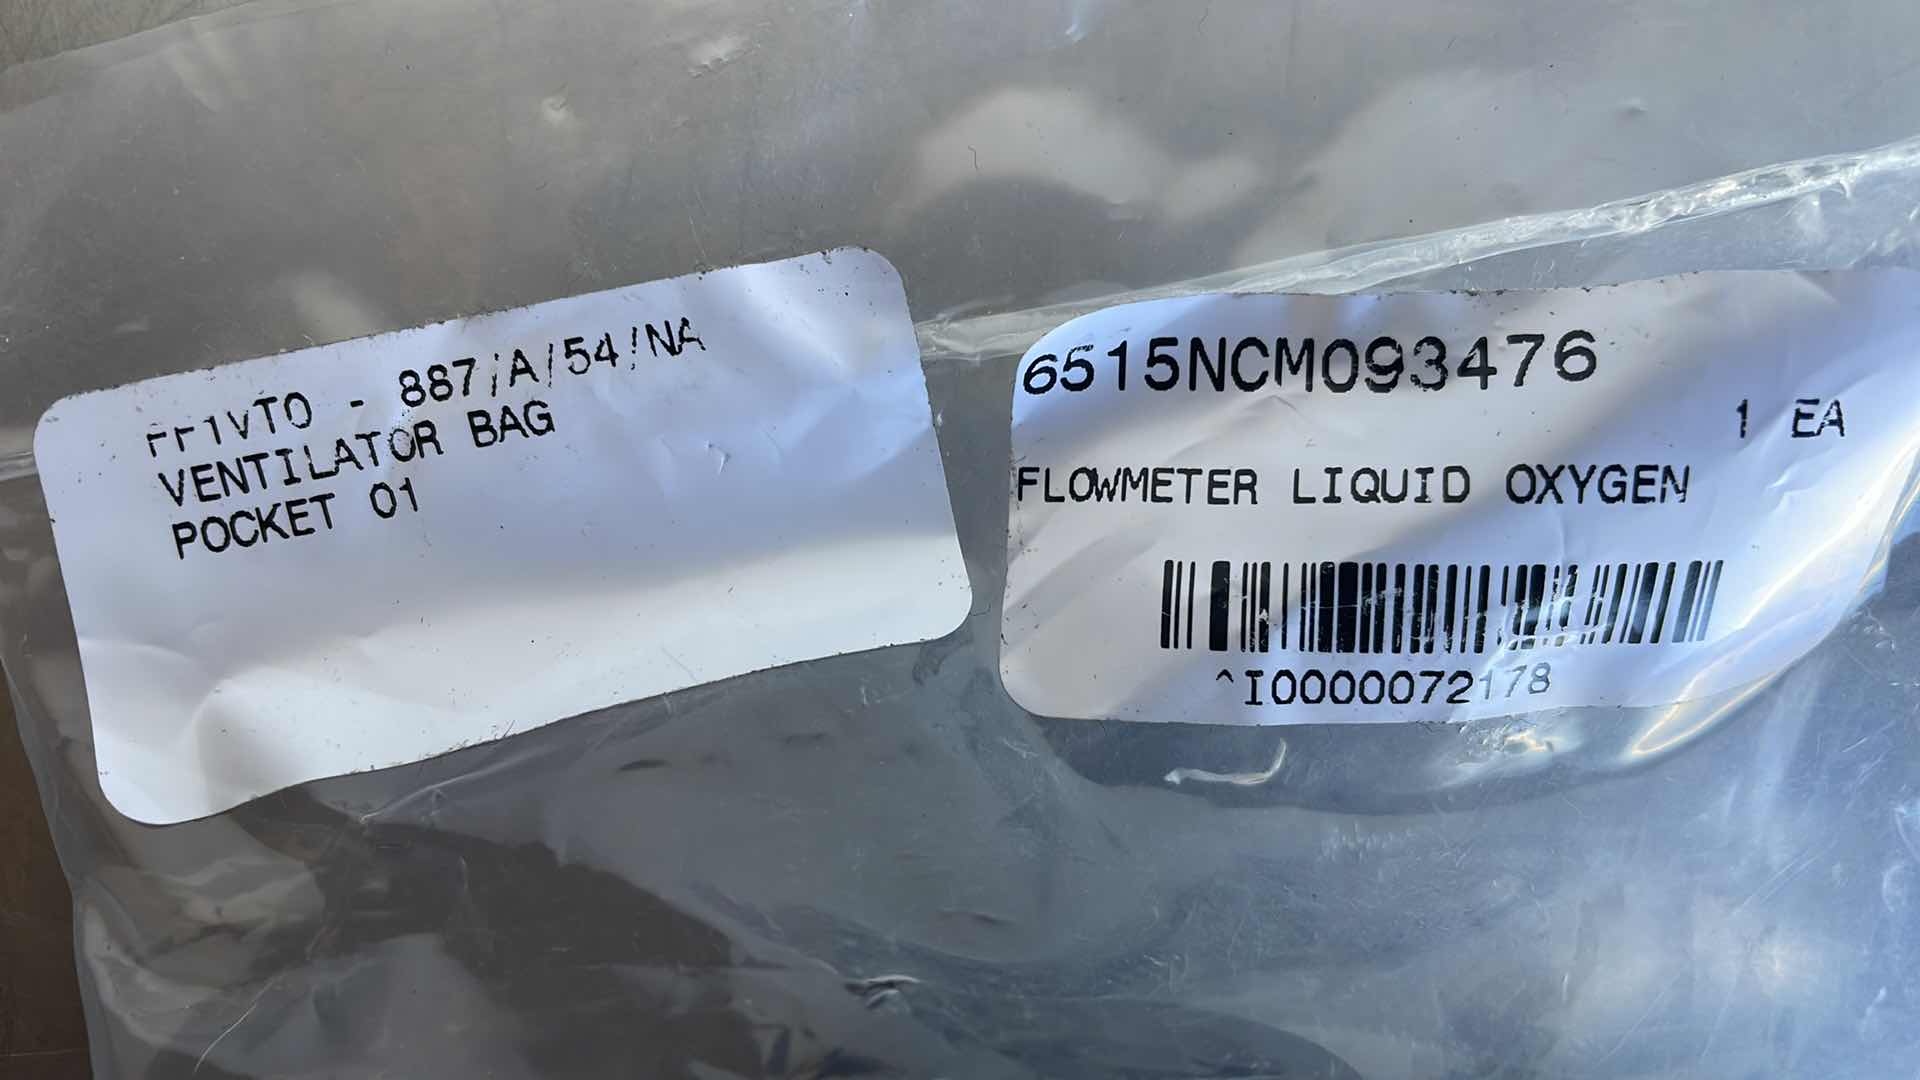 FF1VT0 - 887/A/54/NA
VENTILATOR BAG
POCKET 01
6515NCM093476
1 EA
FLOWMETER LIQUID OXYGEN
^I0000072178